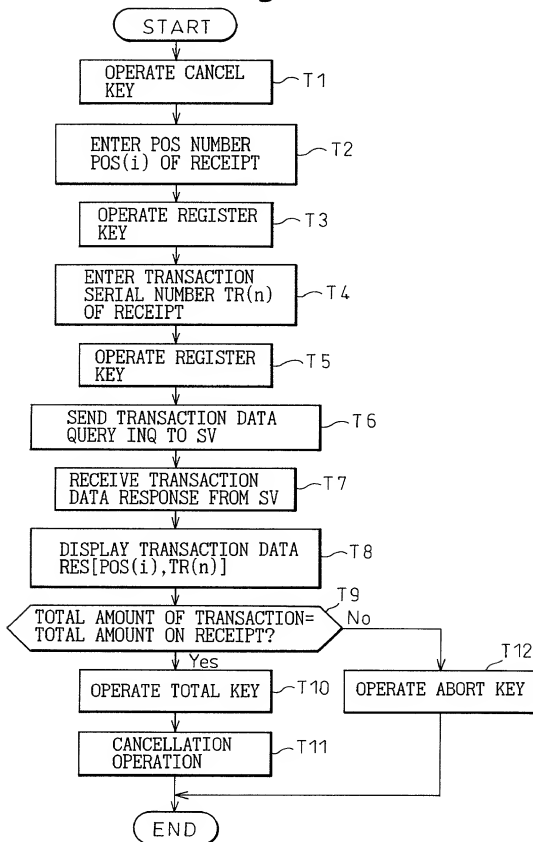 START
OPERATE CANCEL
KEY
T1
ENTER POS NUMBER
POS(i) OF RECEIPT
T2
OPERATE REGISTER
KEY
T3
ENTER TRANSACTION
SERIAL NUMBER TR(n)
OF RECEIPT
T4
OPERATE REGISTER
KEY
T5
SEND TRANSACTION DATA
QUERY INQ TO SV
T6
RECEIVE TRANSACTION
DATA RESPONSE FROM SV
T7
DISPLAY TRANSACTION DATA
RES[POS(i),TR(n)]
T8
TOTAL AMOUNT OF TRANSACTION=
TOTAL AMOUNT ON RECEIPT?
T9
No
Yes
OPERATE TOTAL KEY
T10
OPERATE ABORT KEY
T12
CANCELLATION
OPERATION
T11
END